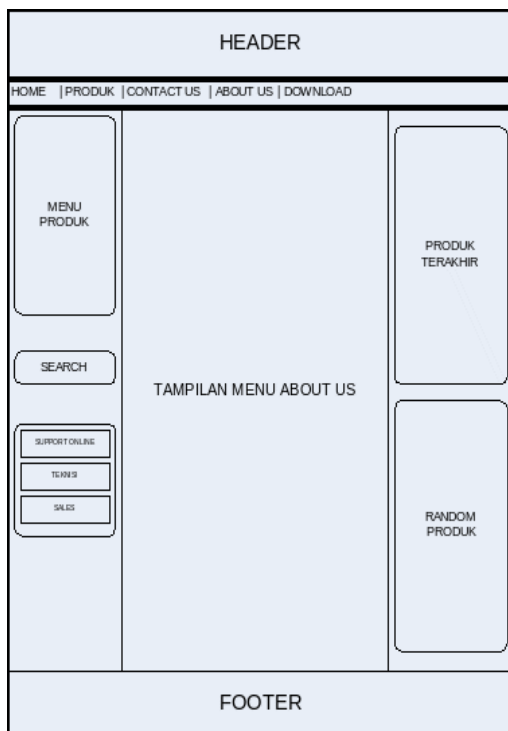 HEADER
HOME | PRODUK | CONTACT US | ABOUT US | DOWNLOAD
MENU
PRODUK
SEARCH
SUPPORT ONLINE
TEKNISI
SALES
TAMPILAN MENU ABOUT US
PRODUK
TERAKHIR
RANDOM
PRODUK
FOOTER